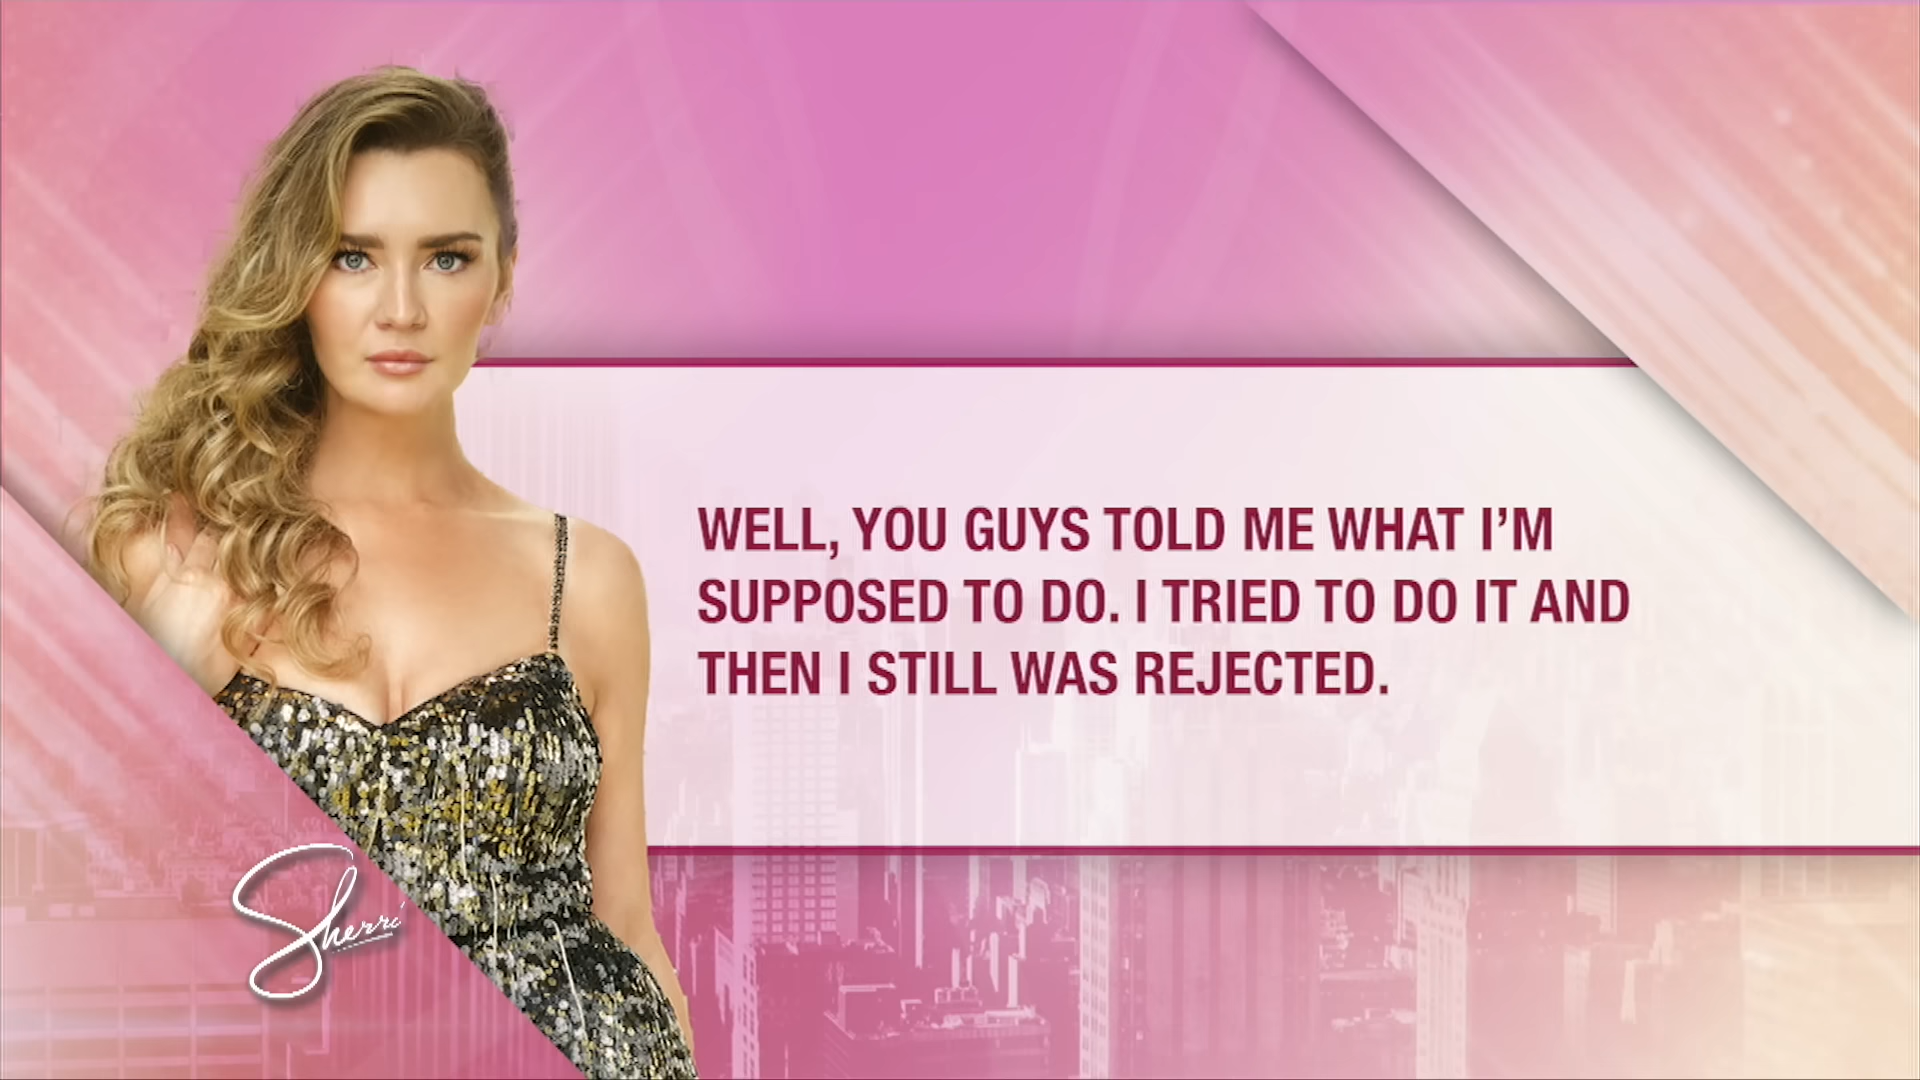 WELL, YOU GUYS TOLD ME WHAT I’M
SUPPOSED TO DO. I TRIED TO DO IT AND
THEN I STILL WAS REJECTED.
Sherri